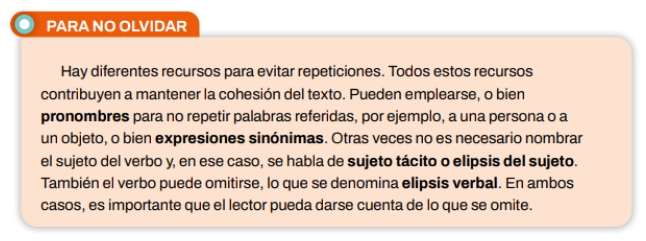 PARA NO OLVIDAR
Hay diferentes recursos para evitar repeticiones. Todos estos recursos
contribuyen a mantener la cohesión del texto. Pueden emplearse, o bien
pronombres para no repetir palabras referidas, por ejemplo, a una persona o a
un objeto, o bien expresiones sinónimas. Otras veces no es necesario nombrar
el sujeto del verbo y, en ese caso, se habla de sujeto tácito o elipsis del sujeto.
También el verbo puede omitirse, lo que se denomina elipsis verbal. En ambos
casos, es importante que el lector pueda darse cuenta de lo que se omite.